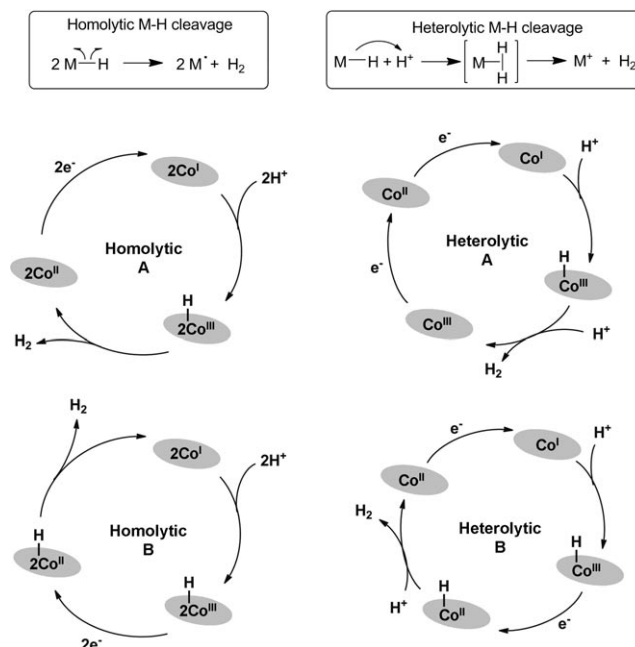 Homolytic M-H cleavage
2 M—H ⟶ 2 M• + H₂
Heterolytic M-H cleavage
M—H + H⁺ ⟶ [M—H H] ⟶ M⁺ + H₂
2e⁻
2Coᴵ
2H⁺
Homolytic
A
2Coᴵᴵ
H
2Coᴵᴵᴵ
H₂
e⁻
Coᴵ
H⁺
Coᴵᴵ
Heterolytic
A
e⁻
H
Coᴵᴵᴵ
Coᴵᴵᴵ
H⁺
H₂
H₂
2Coᴵ
2H⁺
Homolytic
B
H
2Coᴵᴵ
H
2Coᴵᴵᴵ
2e⁻
e⁻
Coᴵ
H⁺
Coᴵᴵ
H₂
Heterolytic
B
H
Coᴵᴵᴵ
H⁺
H
Coᴵᴵ
e⁻